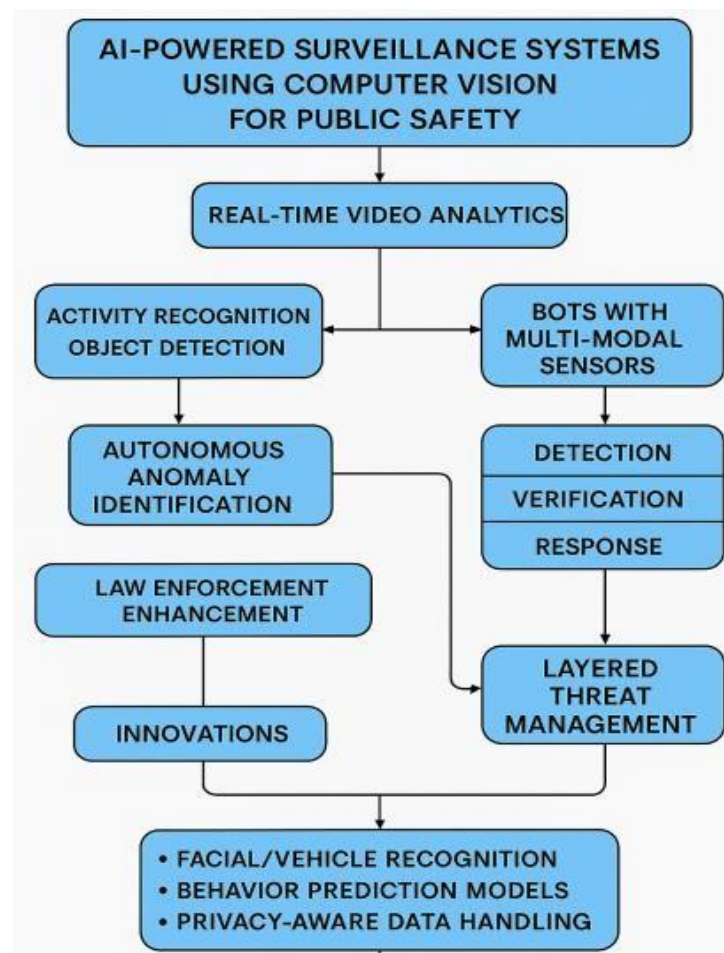 AI-POWERED SURVEILLANCE SYSTEMS
USING COMPUTER VISION
FOR PUBLIC SAFETY
REAL-TIME VIDEO ANALYTICS
ACTIVITY RECOGNITION
OBJECT DETECTION
BOTS WITH
MULTI-MODAL
SENSORS
AUTONOMOUS
ANOMALY
IDENTIFICATION
DETECTION
VERIFICATION
RESPONSE
LAW ENFORCEMENT
ENHANCEMENT
LAYERED
THREAT
MANAGEMENT
INNOVATIONS
• FACIAL/VEHICLE RECOGNITION
• BEHAVIOR PREDICTION MODELS
• PRIVACY-AWARE DATA HANDLING